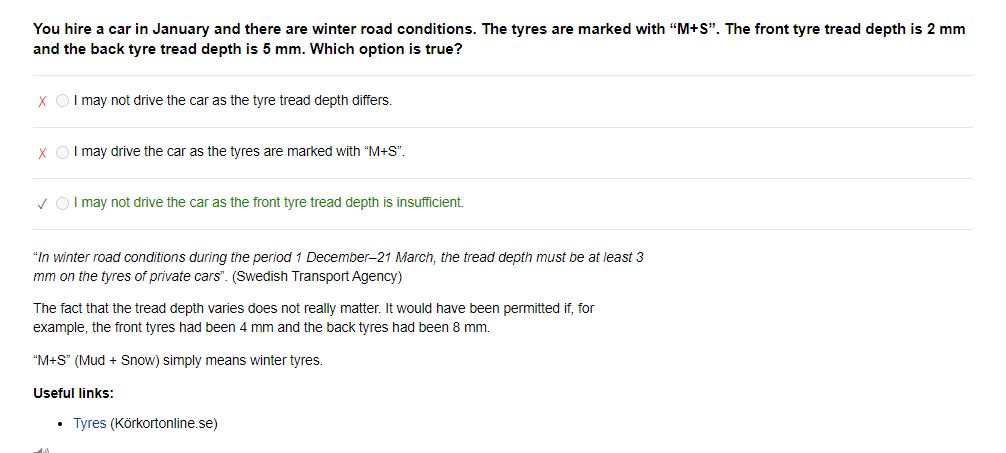 You hire a car in January and there are winter road conditions. The tyres are marked with “M+S”. The front tyre tread depth is 2 mm
and the back tyre tread depth is 5 mm. Which option is true?
✗ I may not drive the car as the tyre tread depth differs.
✗ I may drive the car as the tyres are marked with “M+S”.
✓ I may not drive the car as the front tyre tread depth is insufficient.
“In winter road conditions during the period 1 December–21 March, the tread depth must be at least 3
mm on the tyres of private cars”. (Swedish Transport Agency)
The fact that the tread depth varies does not really matter. It would have been permitted if, for
example, the front tyres had been 4 mm and the back tyres had been 8 mm.
“M+S” (Mud + Snow) simply means winter tyres.
Useful links:
• Tyres (Körkortonline.se)